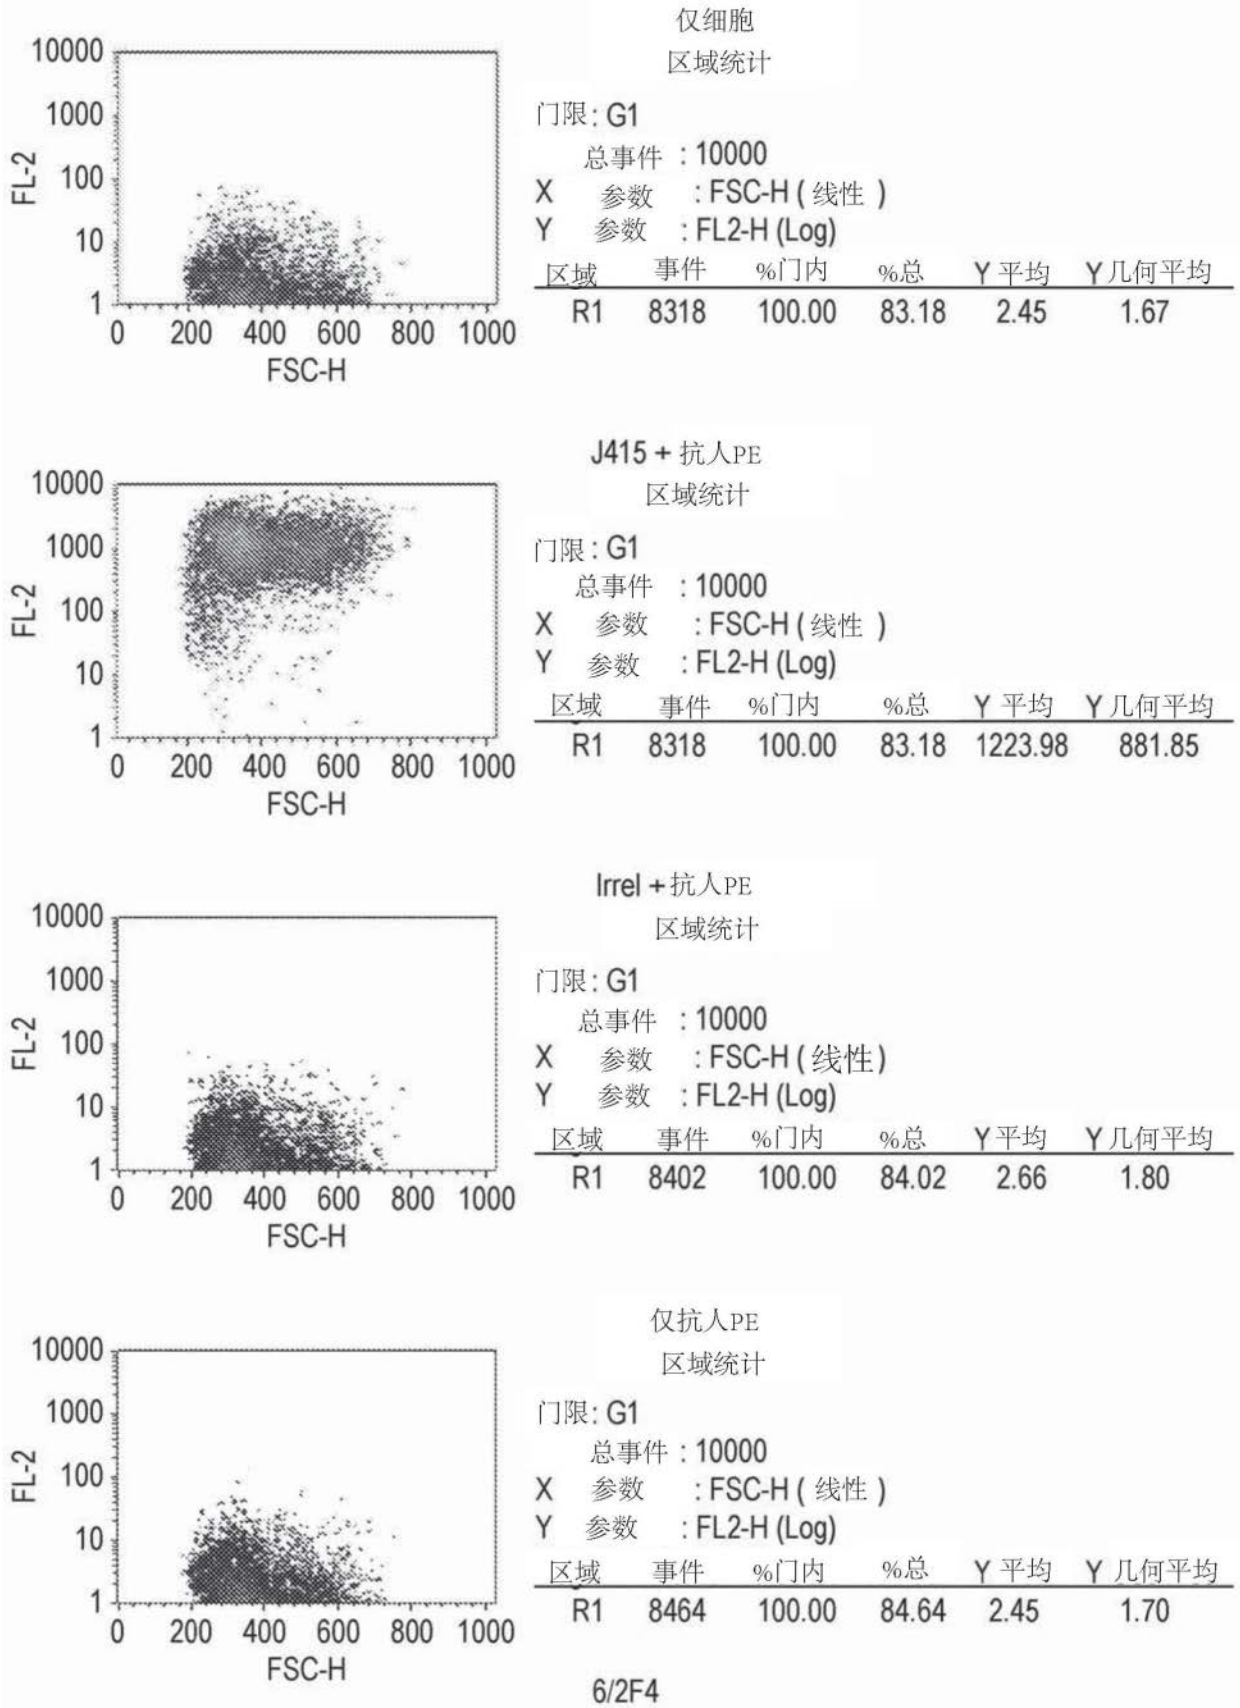 仅细胞
区域统计
10000
1000
100
10
1
FL-2
0 200 400 600 800 1000
FSC-H
门限: G1
总事件 : 10000
X 参数 : FSC-H ( 线性 )
Y 参数 : FL2-H (Log)
区域 事件 %门内 %总 Y 平均 Y 几何平均
R1 8318 100.00 83.18 2.45 1.67
J415 + 抗人PE
区域统计
10000
1000
100
10
1
FL-2
0 200 400 600 800 1000
FSC-H
门限: G1
总事件 : 10000
X 参数 : FSC-H ( 线性 )
Y 参数 : FL2-H (Log)
区域 事件 %门内 %总 Y 平均 Y 几何平均
R1 8318 100.00 83.18 1223.98 881.85
Irrel + 抗人PE
区域统计
10000
1000
100
10
1
FL-2
0 200 400 600 800 1000
FSC-H
门限: G1
总事件 : 10000
X 参数 : FSC-H ( 线性 )
Y 参数 : FL2-H (Log)
区域 事件 %门内 %总 Y 平均 Y 几何平均
R1 8402 100.00 84.02 2.66 1.80
仅抗人PE
区域统计
10000
1000
100
10
1
FL-2
0 200 400 600 800 1000
FSC-H
门限: G1
总事件 : 10000
X 参数 : FSC-H ( 线性 )
Y 参数 : FL2-H (Log)
区域 事件 %门内 %总 Y 平均 Y 几何平均
R1 8464 100.00 84.64 2.45 1.70
6/2F4